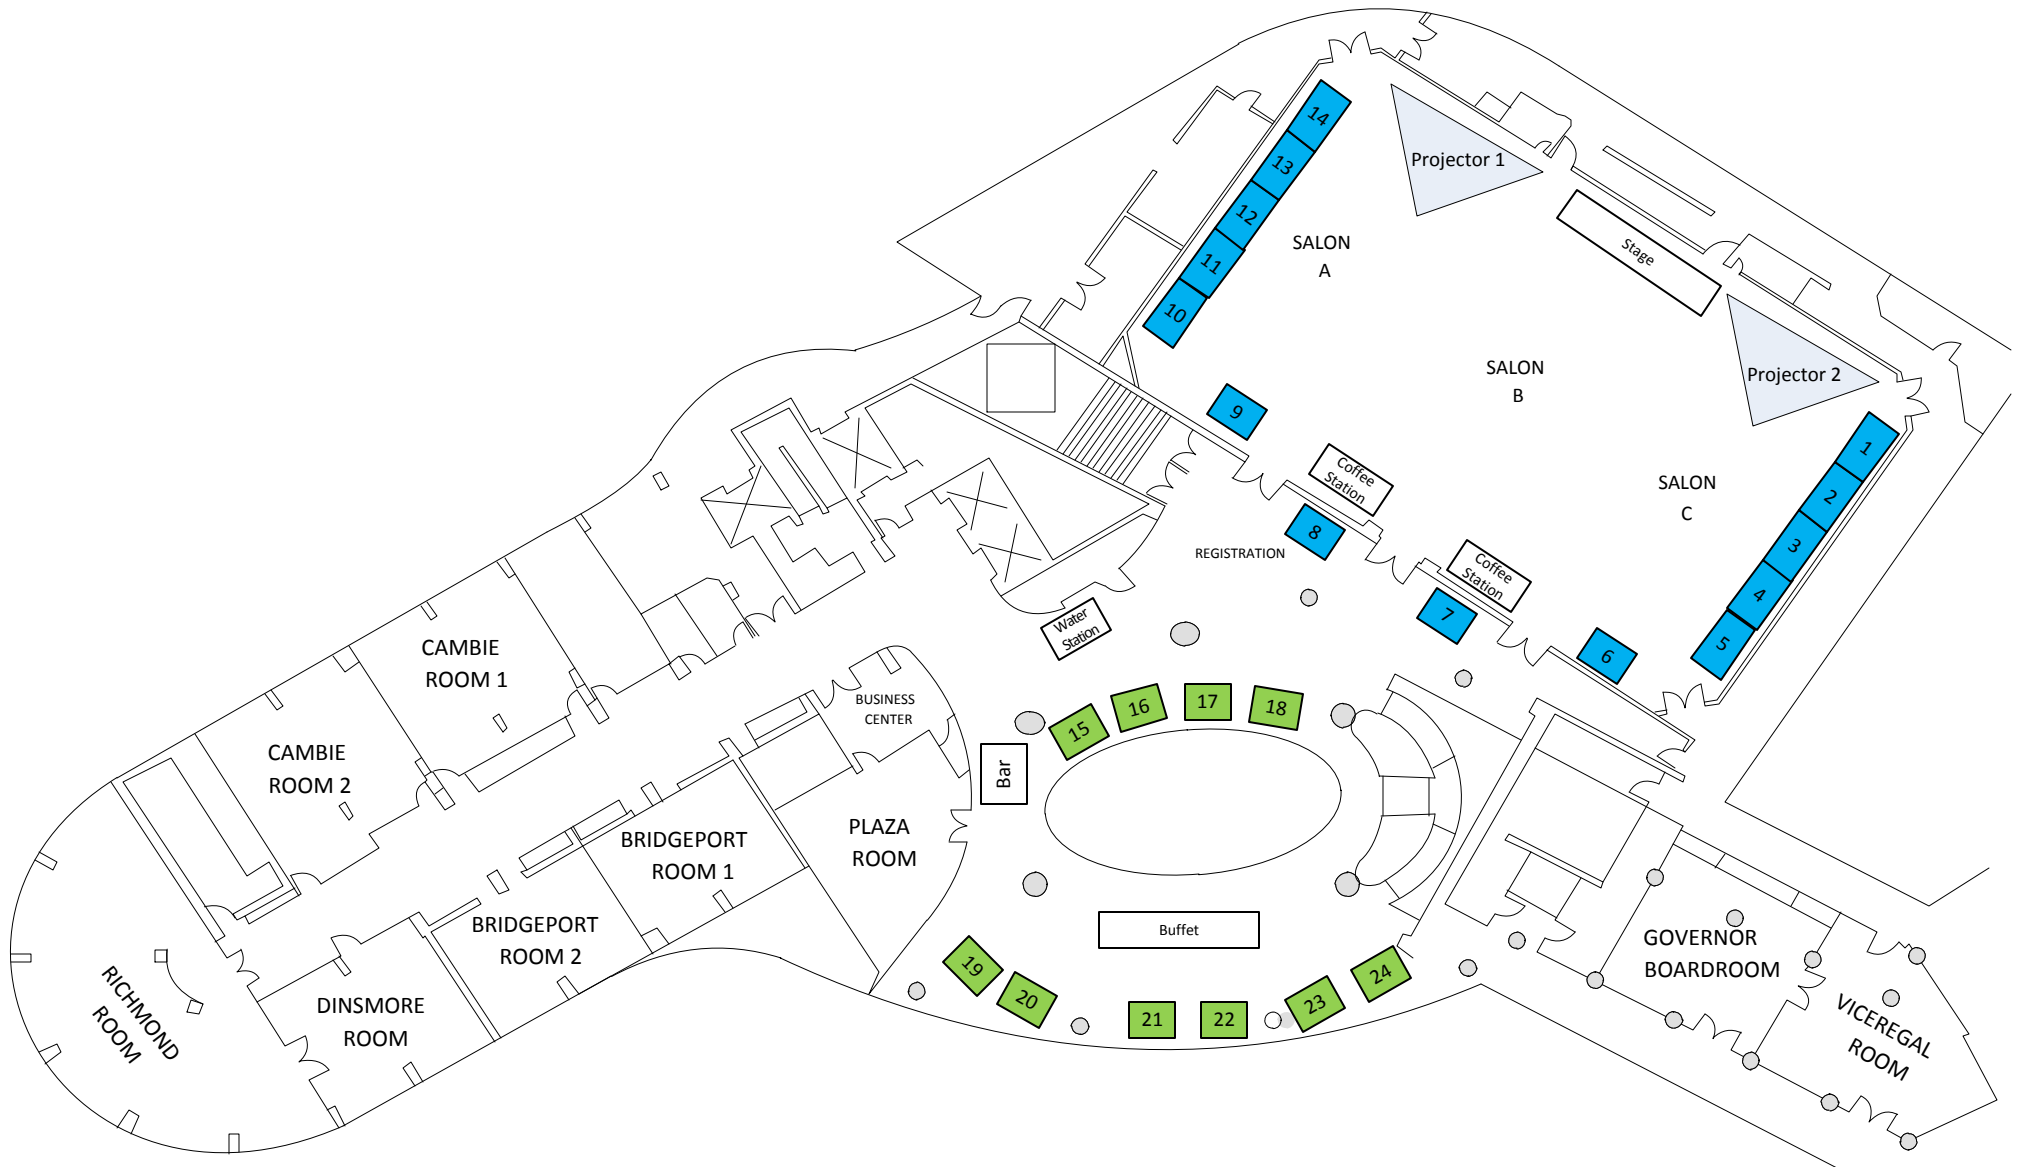 14
13
12
11
10
Projector 1
SALON
A
Stage
SALON
B
Projector 2
9
1
2
3
4
5
SALON
C
Coffee
Station
8
REGISTRATION
Coffee
Station
7
6
Water
Station
CAMBIE
ROOM 1
CAMBIE
ROOM 2
BUSINESS
CENTER
15
16
17
18
Bar
PLAZA
ROOM
BRIDGEPORT
ROOM 1
BRIDGEPORT
ROOM 2
DINSMORE
ROOM
RICHMOND
ROOM
Buffet
19
20
21
22
23
24
GOVERNOR
BOARDROOM
VICEREGAL
ROOM